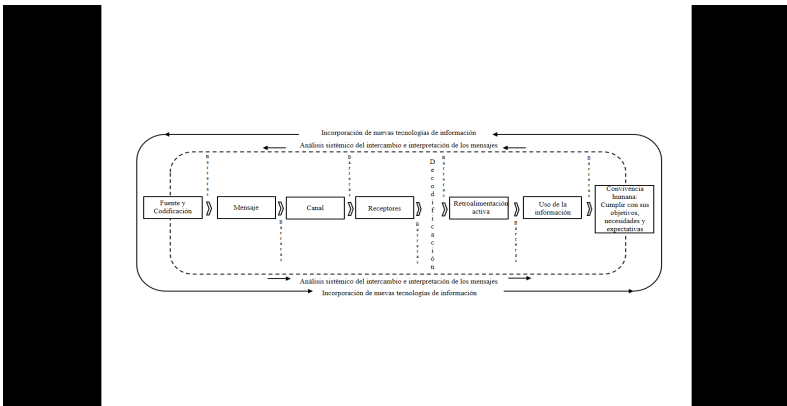 Incorporación de nuevas tecnologías de información
Análisis sistémico del intercambio e interpretación de los mensajes
Decodificación
Fuente y
Codificación
Mensaje
Canal
Receptores
Retroalimentación
activa
Uso de la
información
Convivencia
humana:
Cumplir con sus
objetivos,
necesidades y
expectativas
Análisis sistémico del intercambio e interpretación de los mensajes
Incorporación de nuevas tecnologías de información